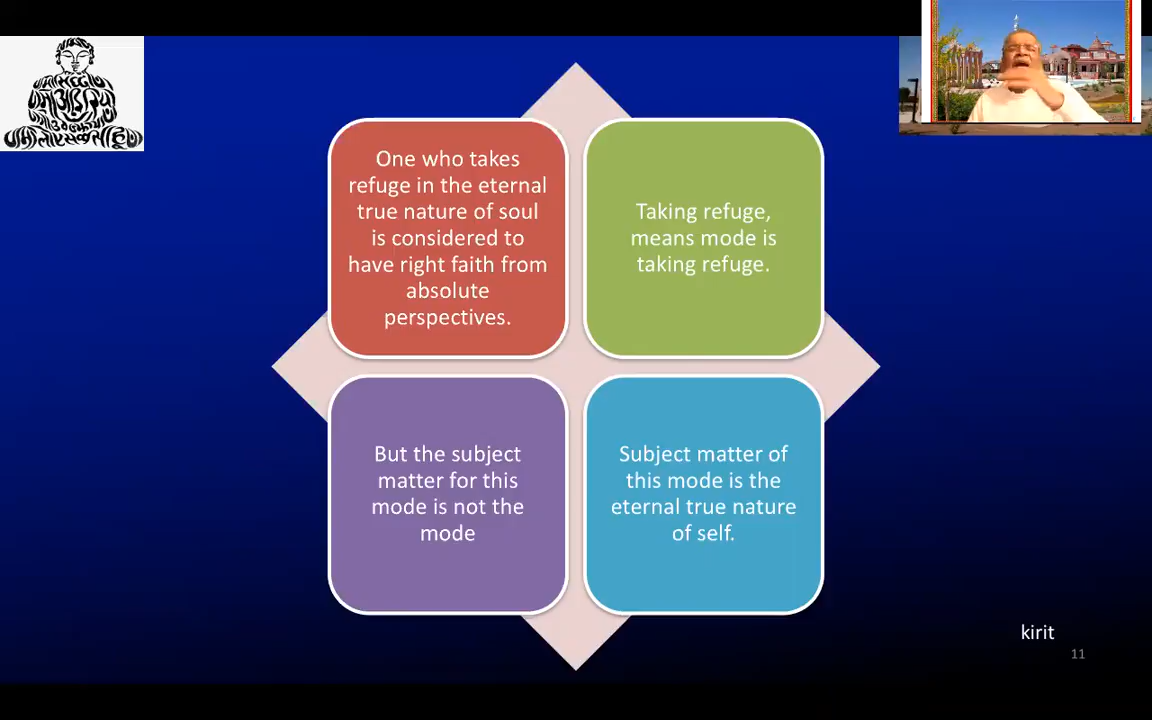 One who takes
refuge in the eternal
true nature of soul
is considered to
have right faith from
absolute
perspectives.
Taking refuge,
means mode is
taking refuge.
But the subject
matter for this
mode is not the
mode
Subject matter of
this mode is the
eternal true nature
of self.
kirit
11